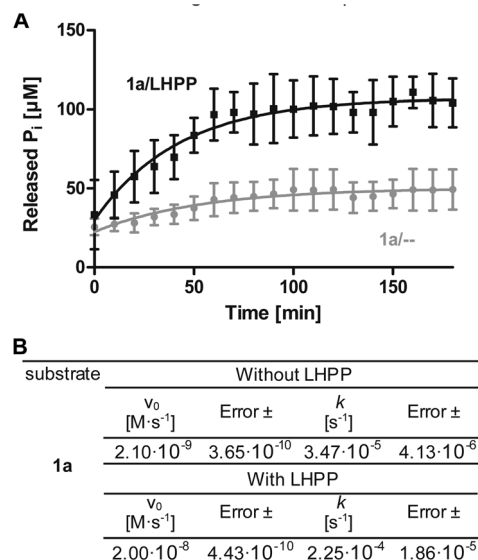 A
150
1a/LHPP
100
Released Pi [µM]
50
1a/--
0
0 50 100 150
Time [min]
B
substrate Without LHPP
v0 [M·s-1] Error ± k [s-1] Error ±
2.10·10-9 3.65·10-10 3.47·10-5 4.13·10-6
1a With LHPP
v0 [M·s-1] Error ± k [s-1] Error ±
2.00·10-8 4.43·10-10 2.25·10-4 1.86·10-5